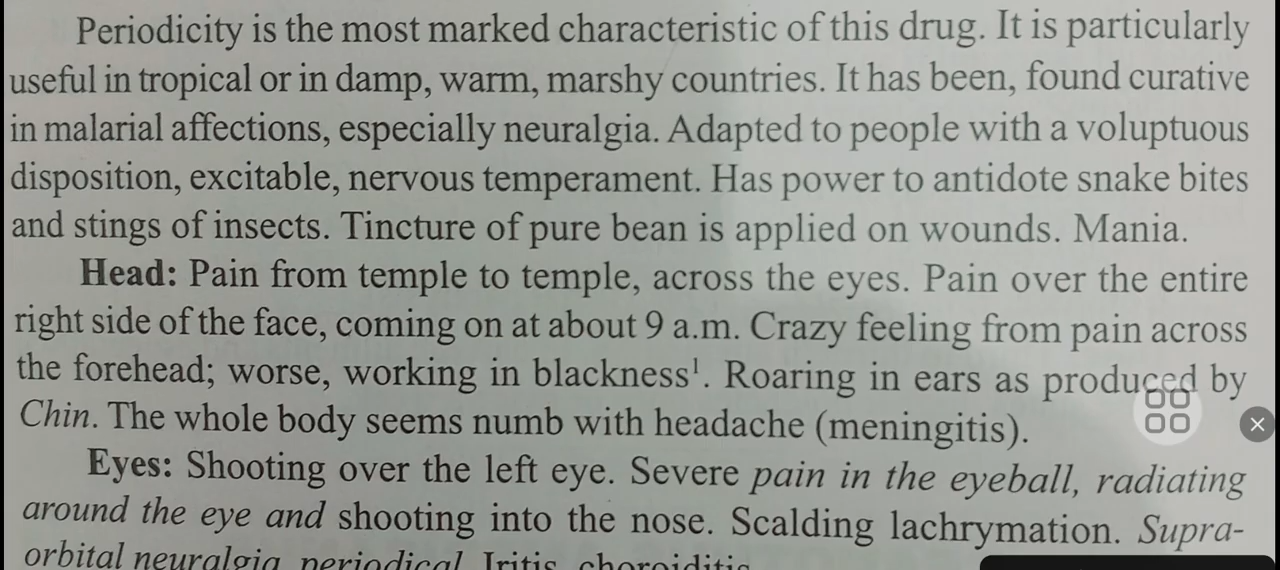 Periodicity is the most marked characteristic of this drug. It is particularly
useful in tropical or in damp, warm, marshy countries. It has been, found curative
in malarial affections, especially neuralgia. Adapted to people with a voluptuous
disposition, excitable, nervous temperament. Has power to antidote snake bites
and stings of insects. Tincture of pure bean is applied on wounds. Mania.
Head: Pain from temple to temple, across the eyes. Pain over the entire
right side of the face, coming on at about 9 a.m. Crazy feeling from pain across
the forehead; worse, working in blackness¹. Roaring in ears as produced by
Chin. The whole body seems numb with headache (meningitis).
Eyes: Shooting over the left eye. Severe pain in the eyeball, radiating
around the eye and shooting into the nose. Scalding lachrymation. Supra-
orbital neuralgia, periodical. Iritis, choroiditis